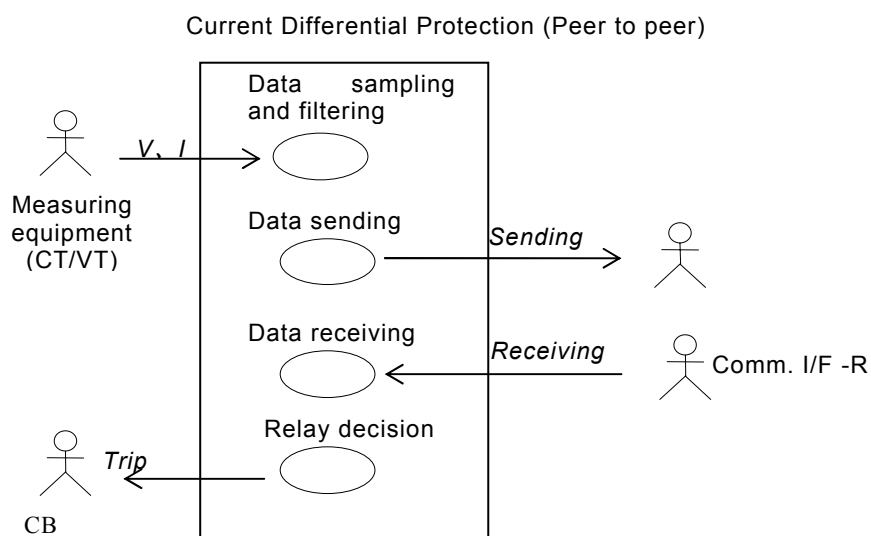 Current Differential Protection (Peer to peer)
Data sampling
and filtering
V、I
Measuring
equipment
(CT/VT)
Data sending
Sending
Data receiving
Receiving
Comm. I/F -R
Relay decision
Trip
CB